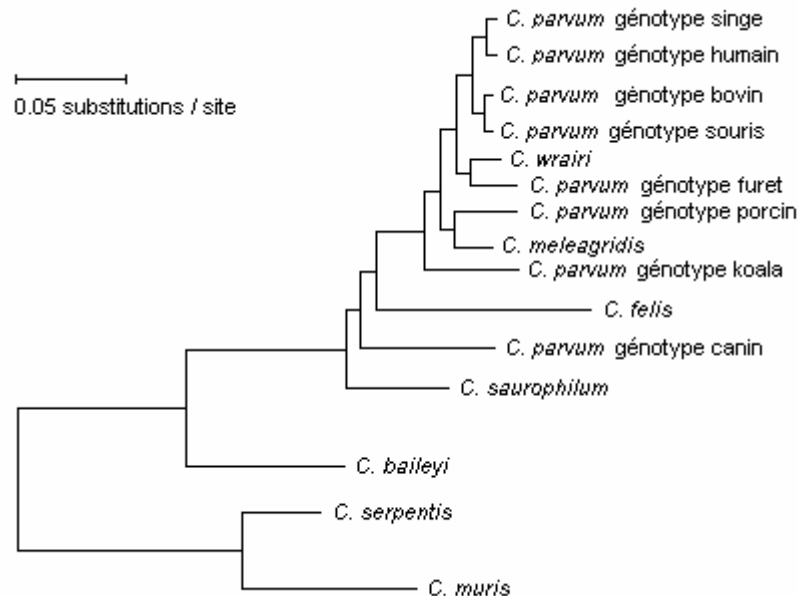 C. parvum génotype singe
C. parvum génotype humain
0.05 substitutions / site
C. parvum génotype bovin
C. parvum génotype souris
C. wrairi
C. parvum génotype furet
C. parvum génotype porcin
C. meleagridis
C. parvum génotype koala
C. felis
C. parvum génotype canin
C. saurophilum
C. baileyi
C. serpentis
C. muris